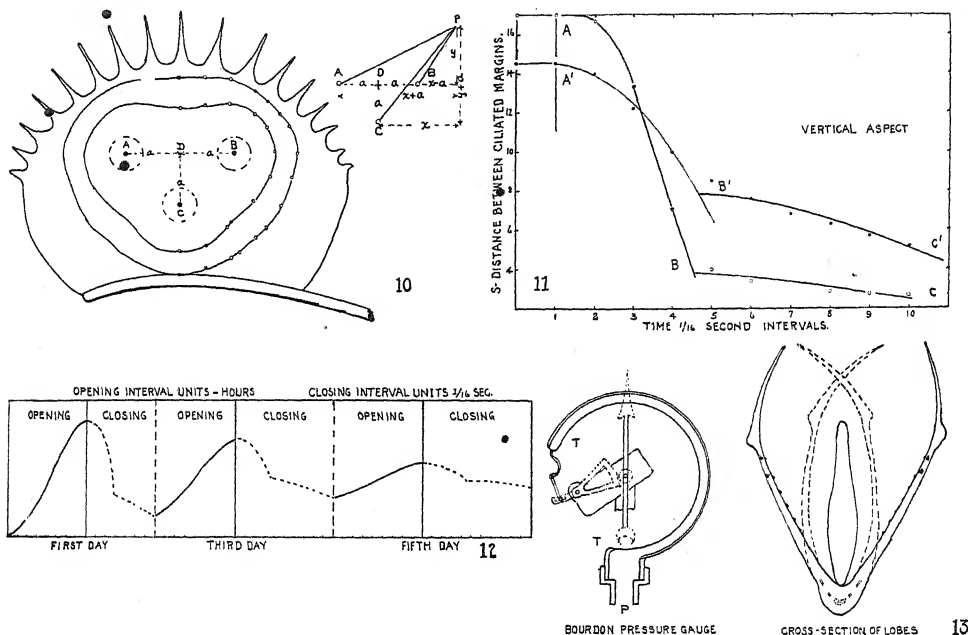 A
a
D
a
B
a
C
10
P
y
A
D
B
a
a
x-a
a
x+a
C
x
S-DISTANCE BETWEEN CILIATED MARGINS.
16
14
12
10
8
6
4
A
A'
VERTICAL ASPECT
B'
B
C'
C
11
1
2
3
4
5
6
7
8
9
10
TIME 1/16 SECOND INTERVALS.
OPENING INTERVAL UNITS - HOURS
CLOSING INTERVAL UNITS 1/16 SEC.
OPENING
CLOSING
OPENING
CLOSING
OPENING
CLOSING
FIRST DAY
THIRD DAY
FIFTH DAY
12
T
T
P
BOURDON PRESSURE GAUGE
CROSS-SECTION OF LOBES
13